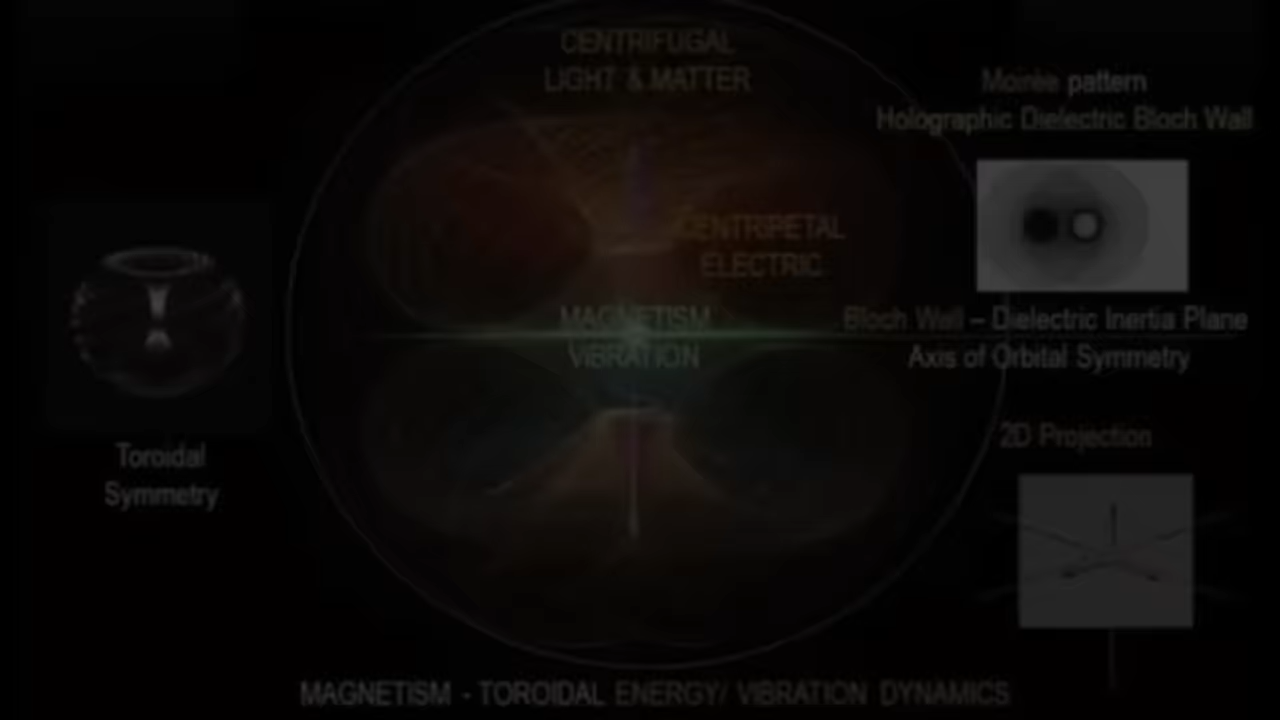 CENTRIFUGAL
LIGHT & MATTER
Moirée pattern
Holographic Dielectric Bloch Wall
CENTRIPETAL
ELECTRIC
MAGNETISM
VIBRATION
Bloch Wall – Dielectric Inertia Plane
Axis of Orbital Symmetry
2D Projection
Toroidal
Symmetry
MAGNETISM - TOROIDAL ENERGY/ VIBRATION DYNAMICS